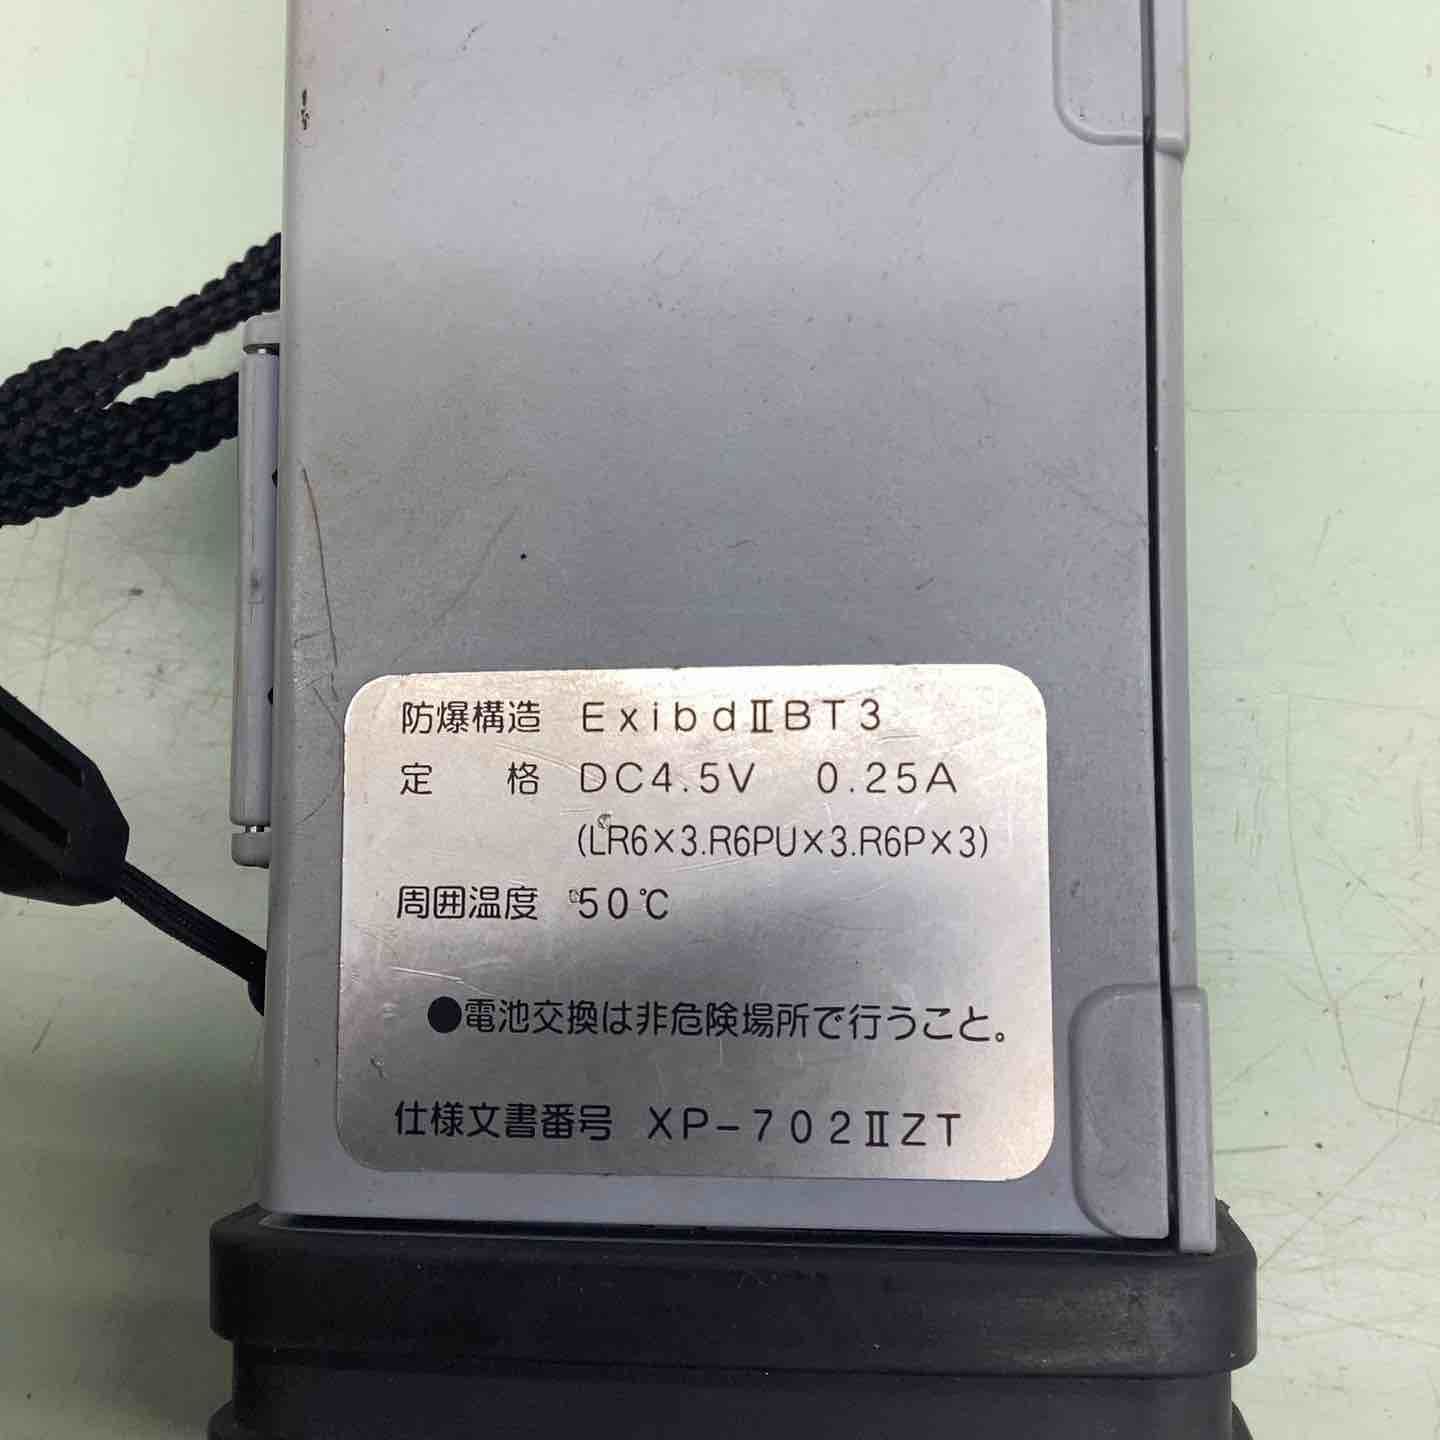 防爆構造 ExibdⅡBT3
定格 DC4.5V 0.25A
(LR6×3.R6PU×3.R6P×3)
周囲温度 50℃
●電池交換は非危険場所で行うこと。
仕様文書番号 XP-702ⅡZT